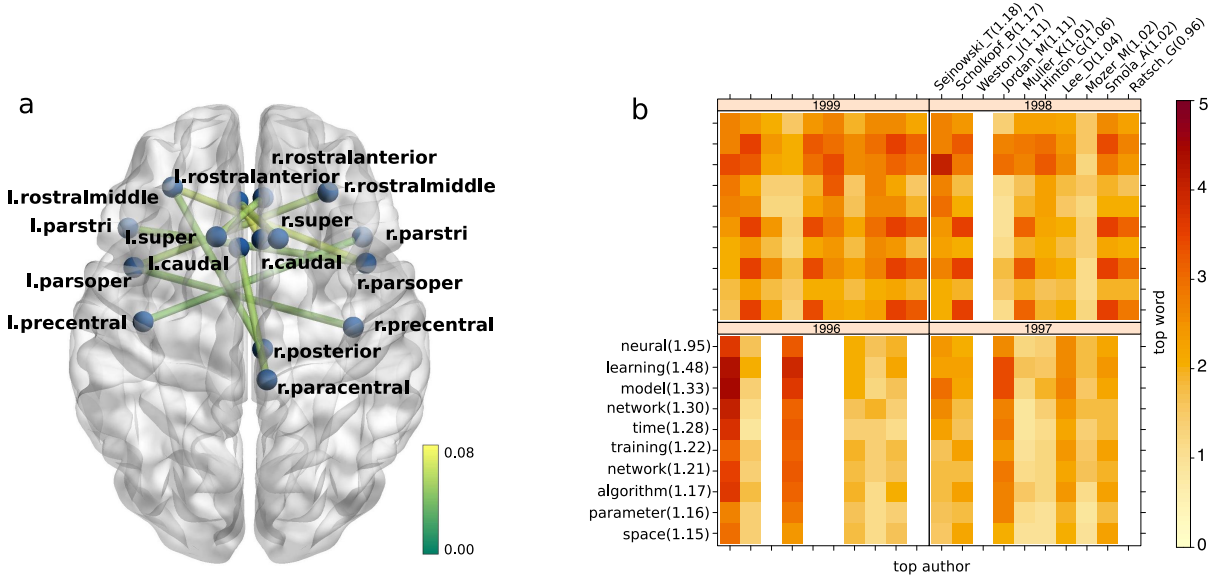 a
r.rostralanterior
l.rostralanterior
l.rostralmiddle
r.rostralmiddle
l.parstri
l.super
r.super
r.parstri
l.caudal
r.caudal
l.parsoper
r.parsoper
l.precentral
r.precentral
r.posterior
r.paracentral
0.08
0.00
b
Sejnowski_T(1.18)
Scholkopf_B(1.17)
Weston_J(1.11)
Jordan_M(1.11)
Muller_K(1.01)
Hinton_G(1.06)
Lee_D(1.04)
Mozer_M(1.02)
Smola_A(1.02)
Ratsch_G(0.96)
1999 1998
1996 1997
neural(1.95)
learning(1.48)
model(1.33)
network(1.30)
time(1.28)
training(1.22)
network(1.21)
algorithm(1.17)
parameter(1.16)
space(1.15)
top author
top word
5
4
3
2
1
0